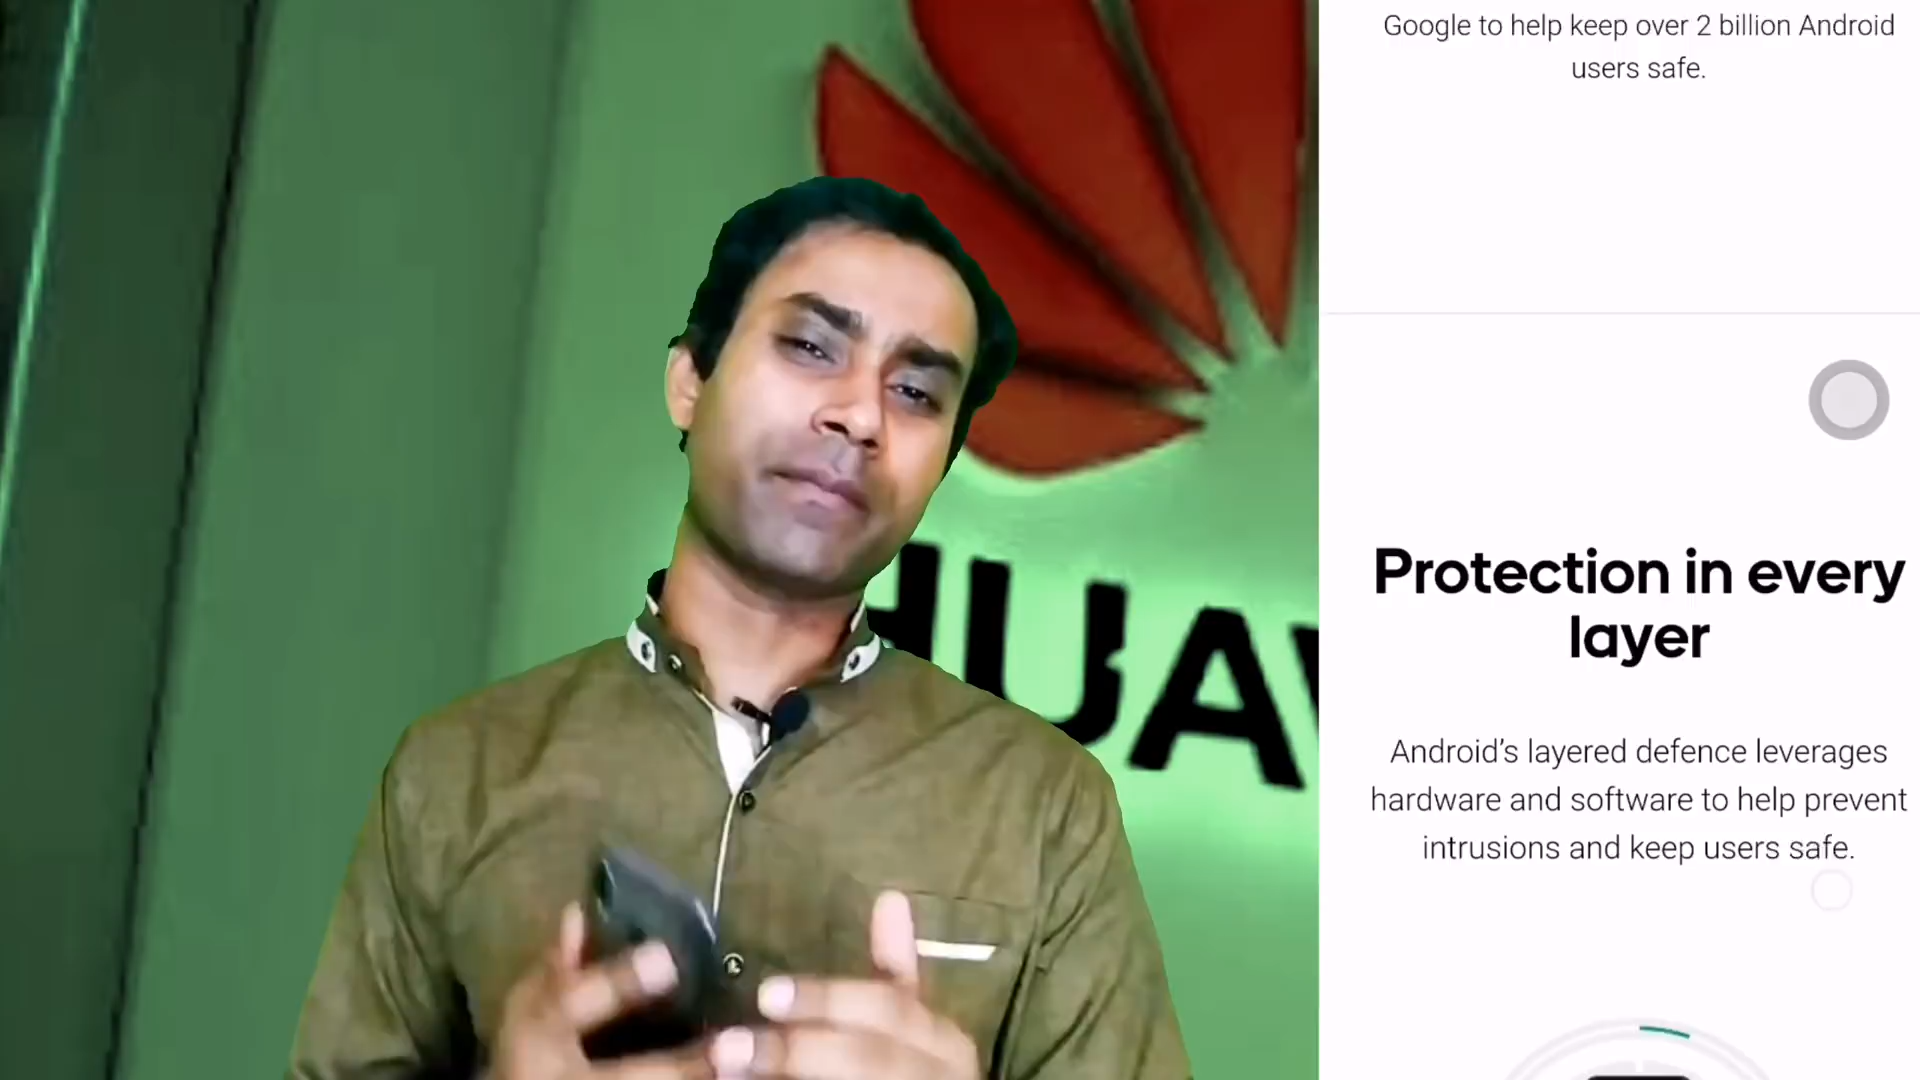 HUAW
Google to help keep over 2 billion Android
users safe.
Protection in every
layer
Android’s layered defence leverages
hardware and software to help prevent
intrusions and keep users safe.